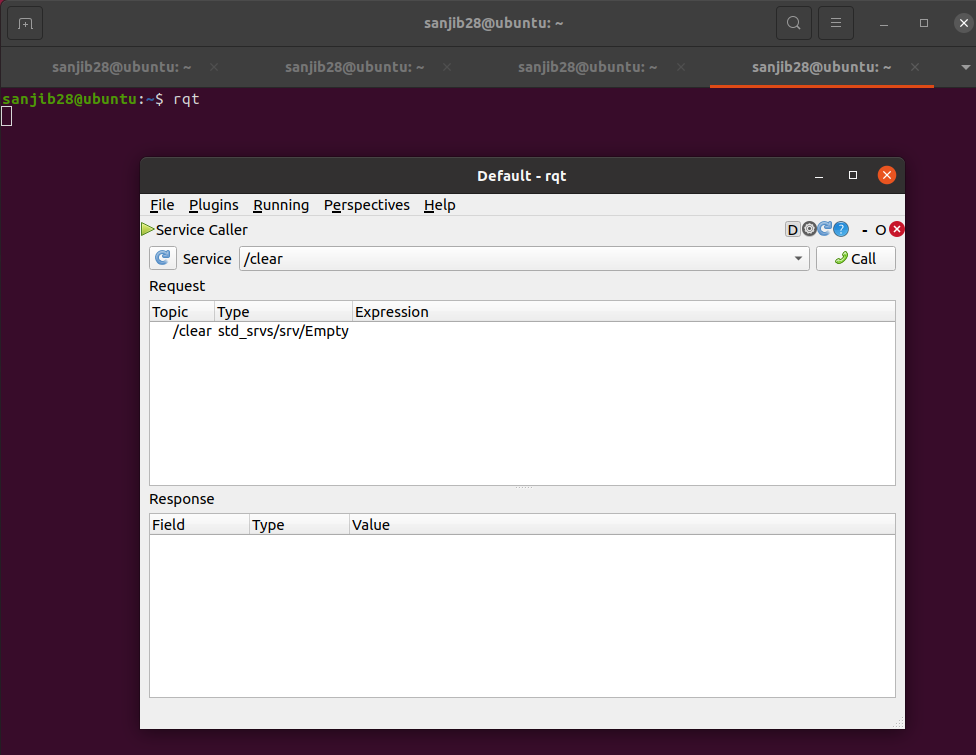 sanjib28@ubuntu: ~
sanjib28@ubuntu: ~ sanjib28@ubuntu: ~ sanjib28@ubuntu: ~ sanjib28@ubuntu: ~
sanjib28@ubuntu:~$ rqt
Default - rqt
File Plugins Running Perspectives Help
Service Caller D ? - O
Service /clear Call
Request
Topic Type Expression
/clear std_srvs/srv/Empty
Response
Field Type Value